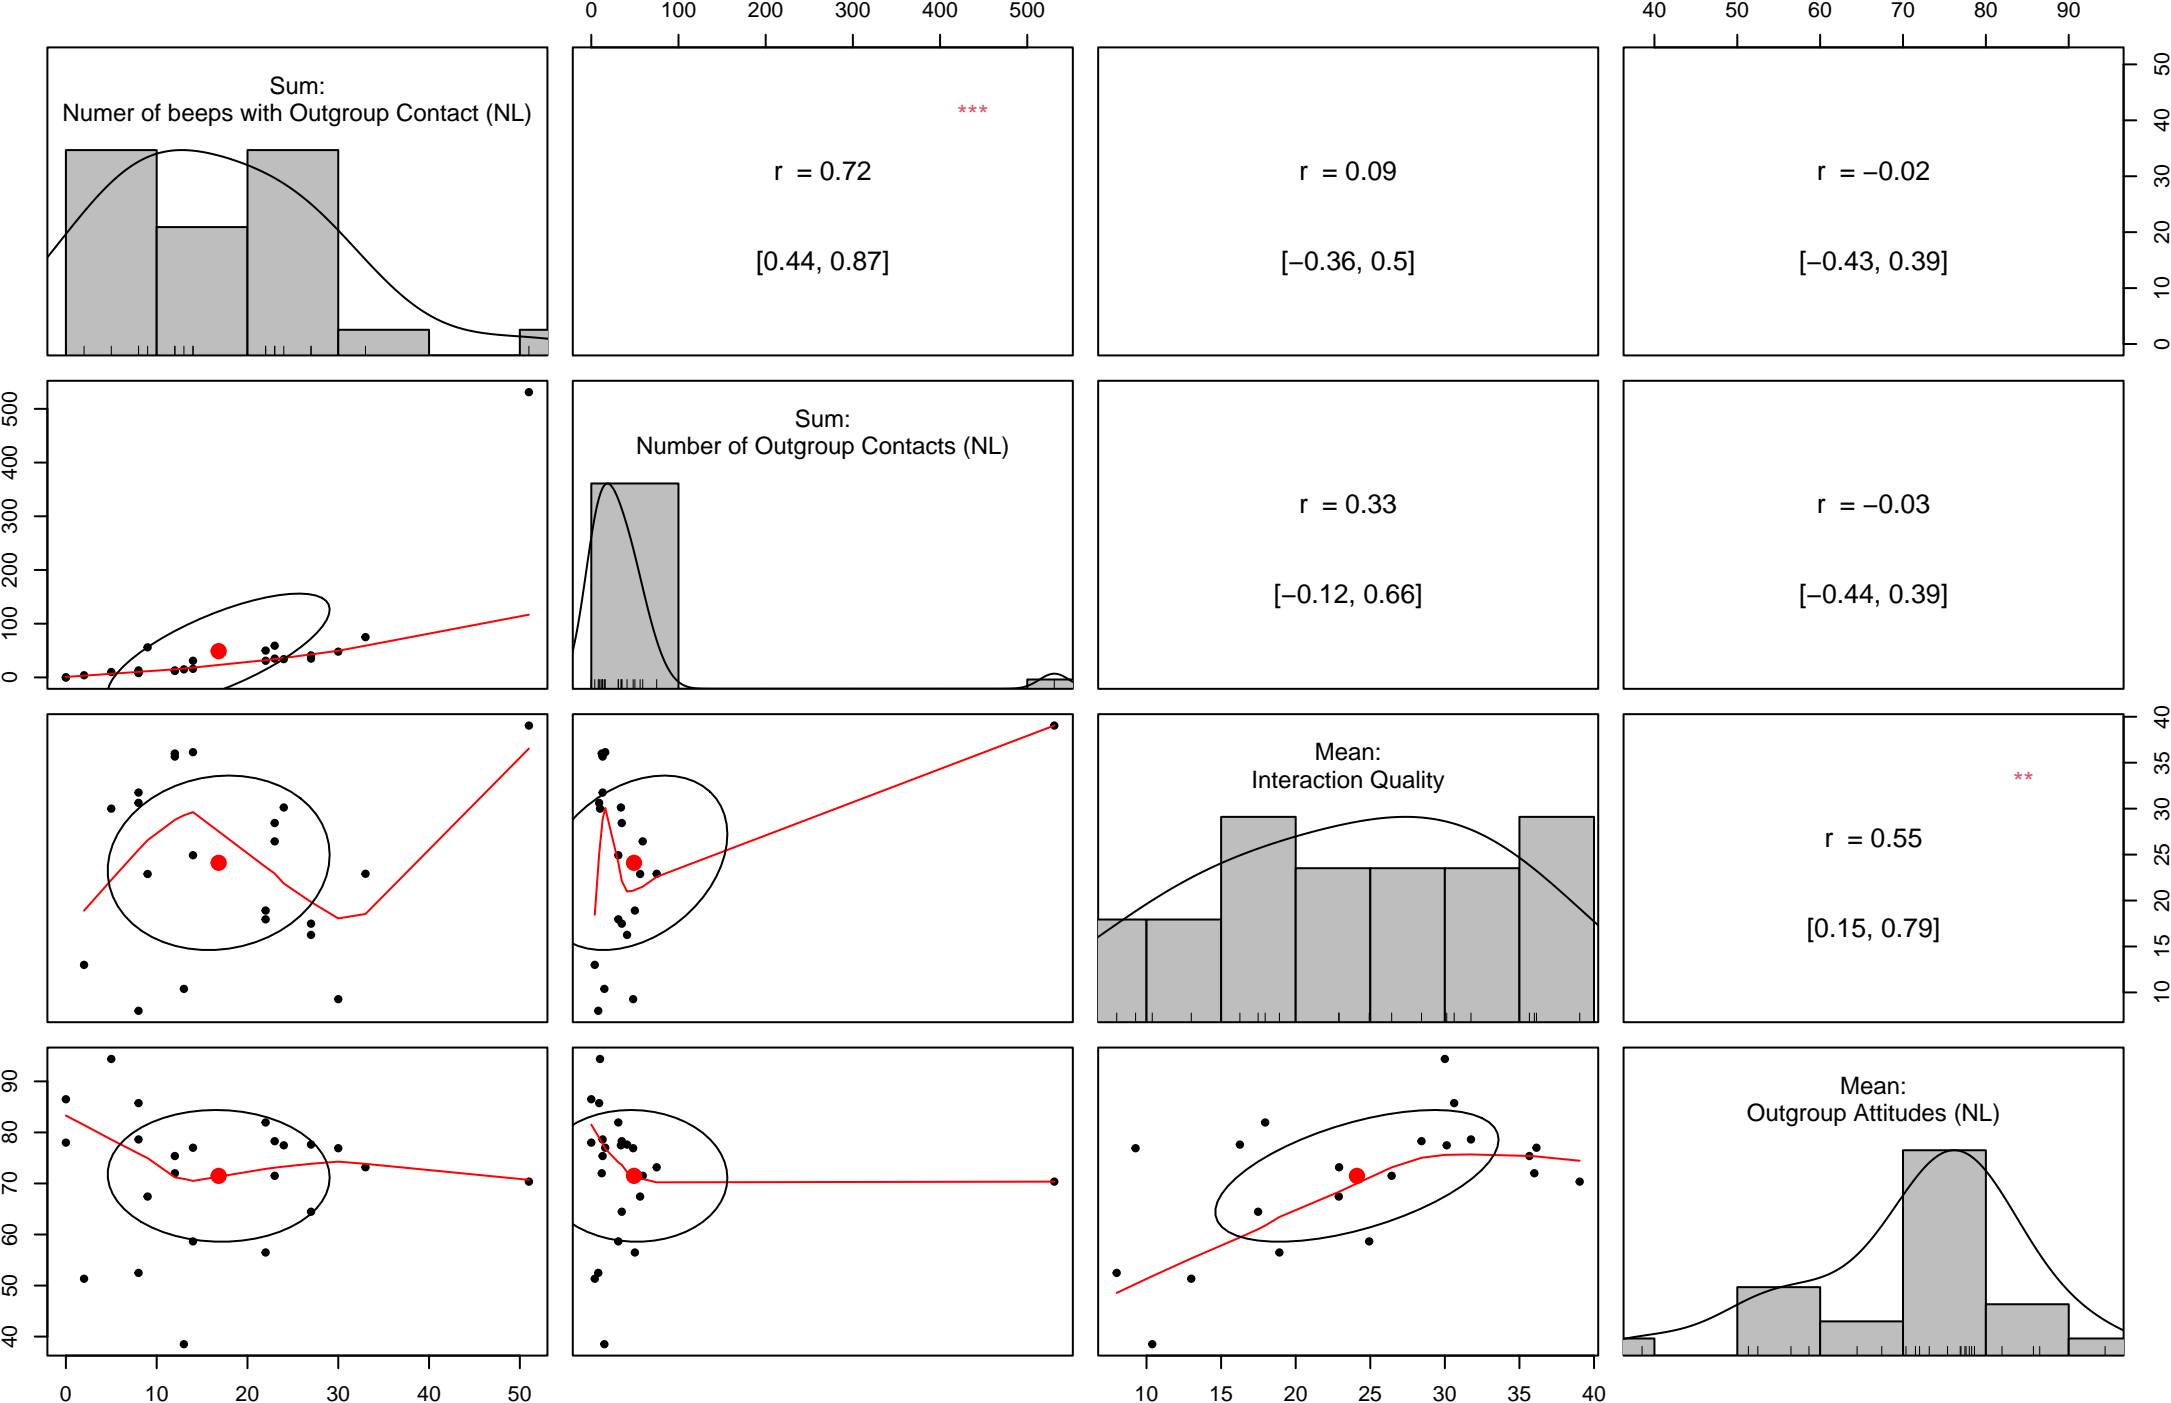 0 100 200 300 400 500
40 50 60 70 80 90
Sum:
Numer of beeps with Outgroup Contact (NL)
***
r = 0.72
[0.44, 0.87]
r = 0.09
[−0.36, 0.5]
r = −0.02
[−0.43, 0.39]
0 10 20 30 40 50
0 100 200 300 400 500
Sum:
Number of Outgroup Contacts (NL)
r = 0.33
[−0.12, 0.66]
r = −0.03
[−0.44, 0.39]
Mean:
Interaction Quality
**
r = 0.55
[0.15, 0.79]
10 15 20 25 30 35 40
40 50 60 70 80 90
Mean:
Outgroup Attitudes (NL)
0 10 20 30 40 50
10 15 20 25 30 35 40